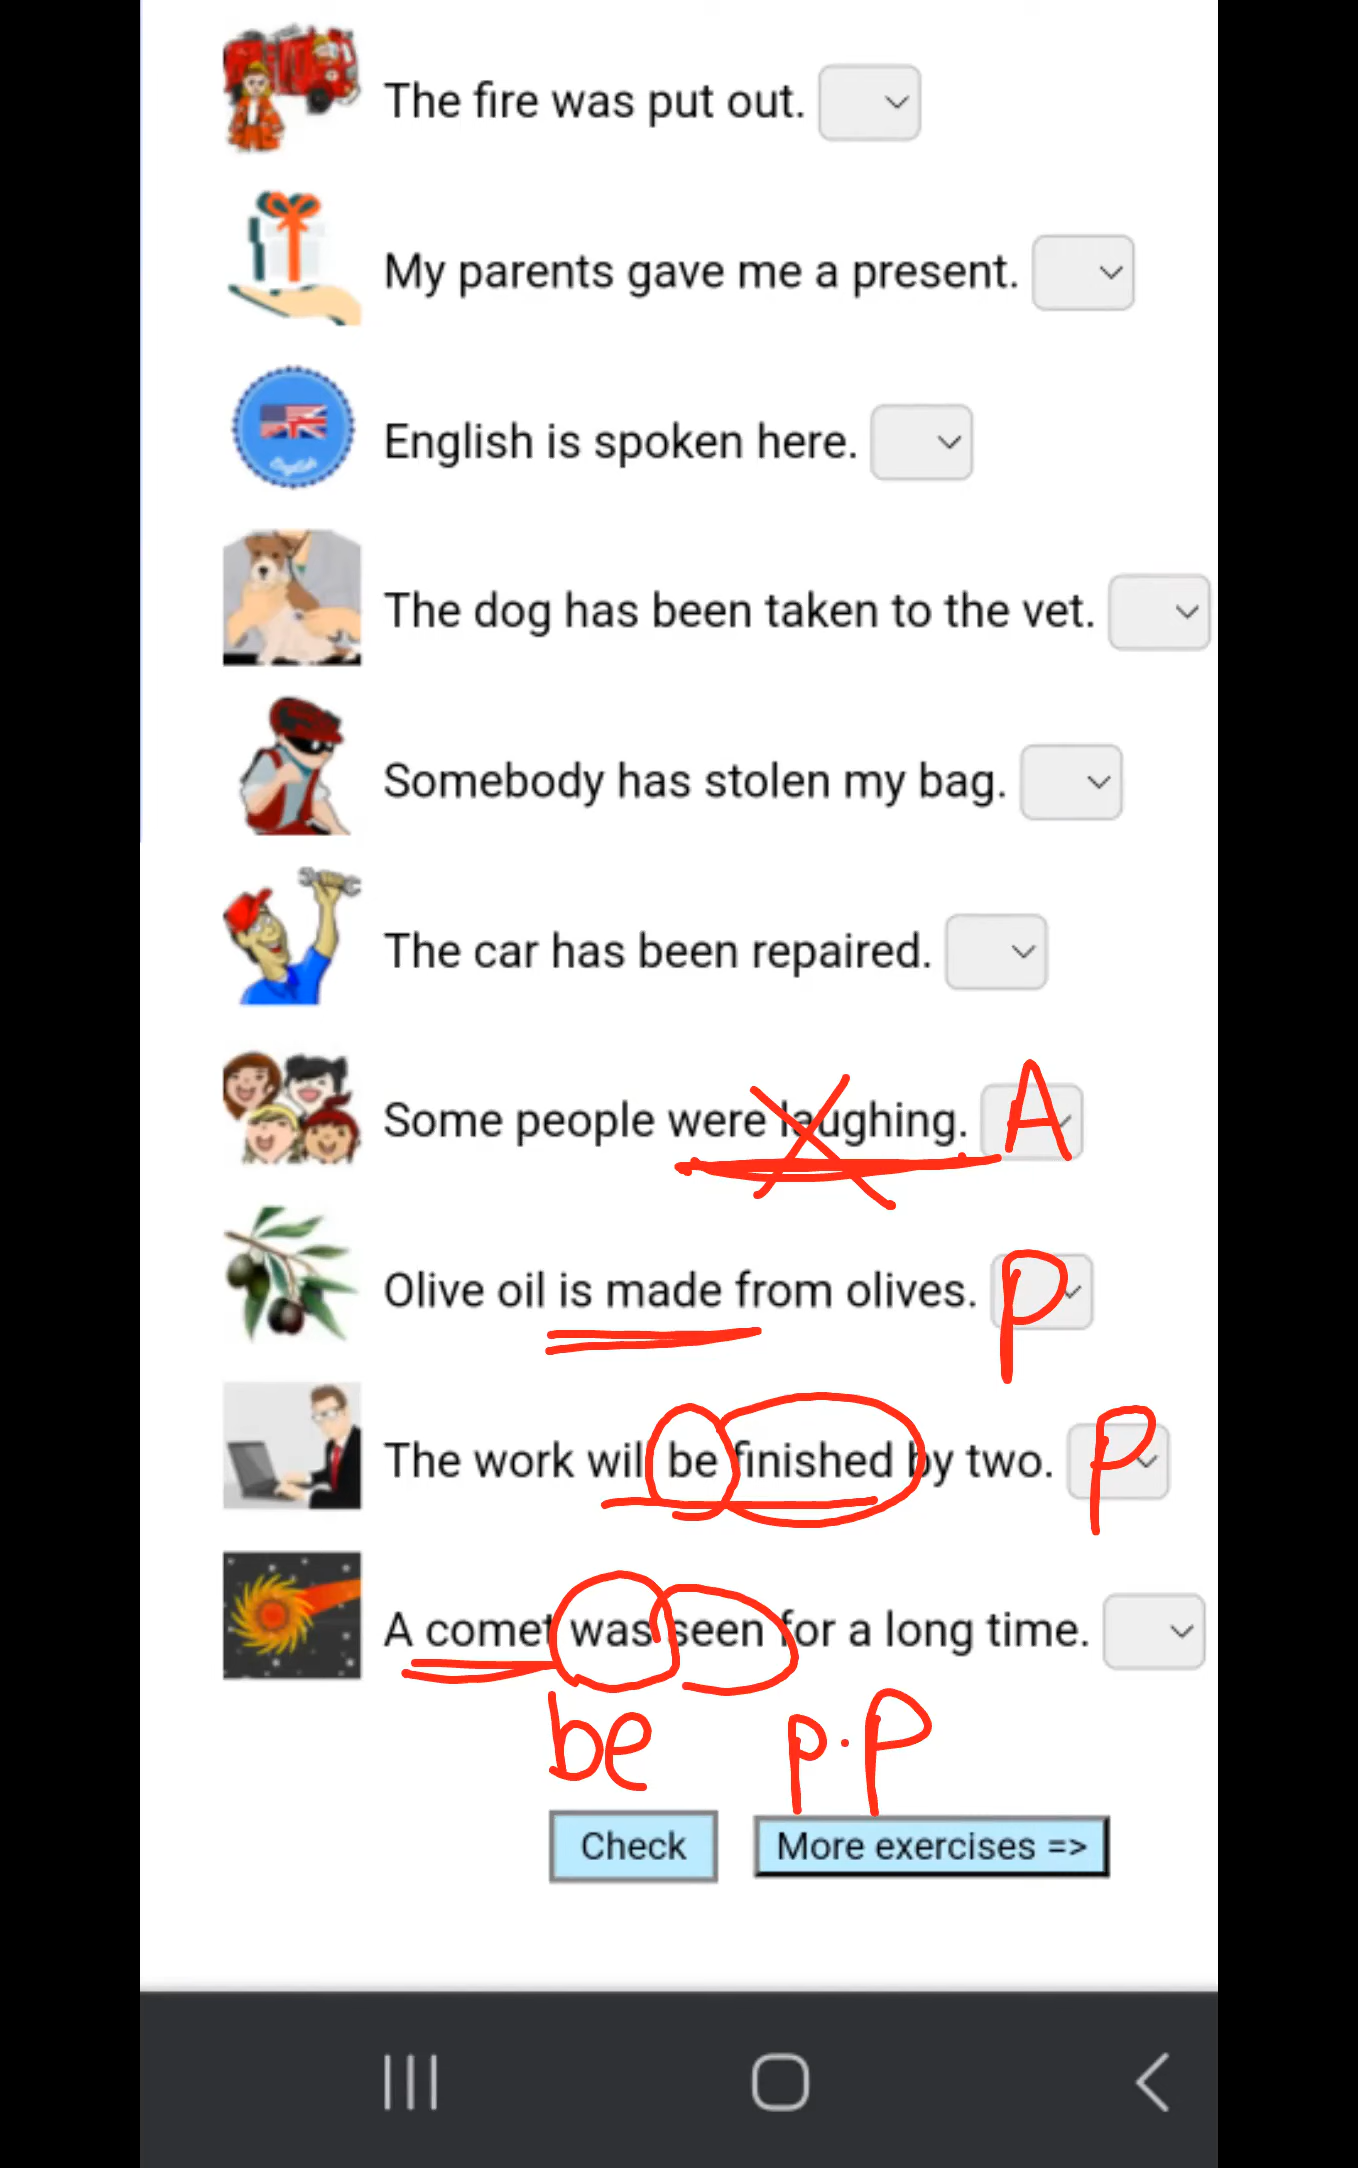 The fire was put out.
My parents gave me a present.
English
English is spoken here.
The dog has been taken to the vet.
Somebody has stolen my bag.
The car has been repaired.
Some people were laughing. A
Olive oil is made from olives. P
The work will be finished by two. P
A comet was seen for a long time.
be p.p
Check More exercises =>